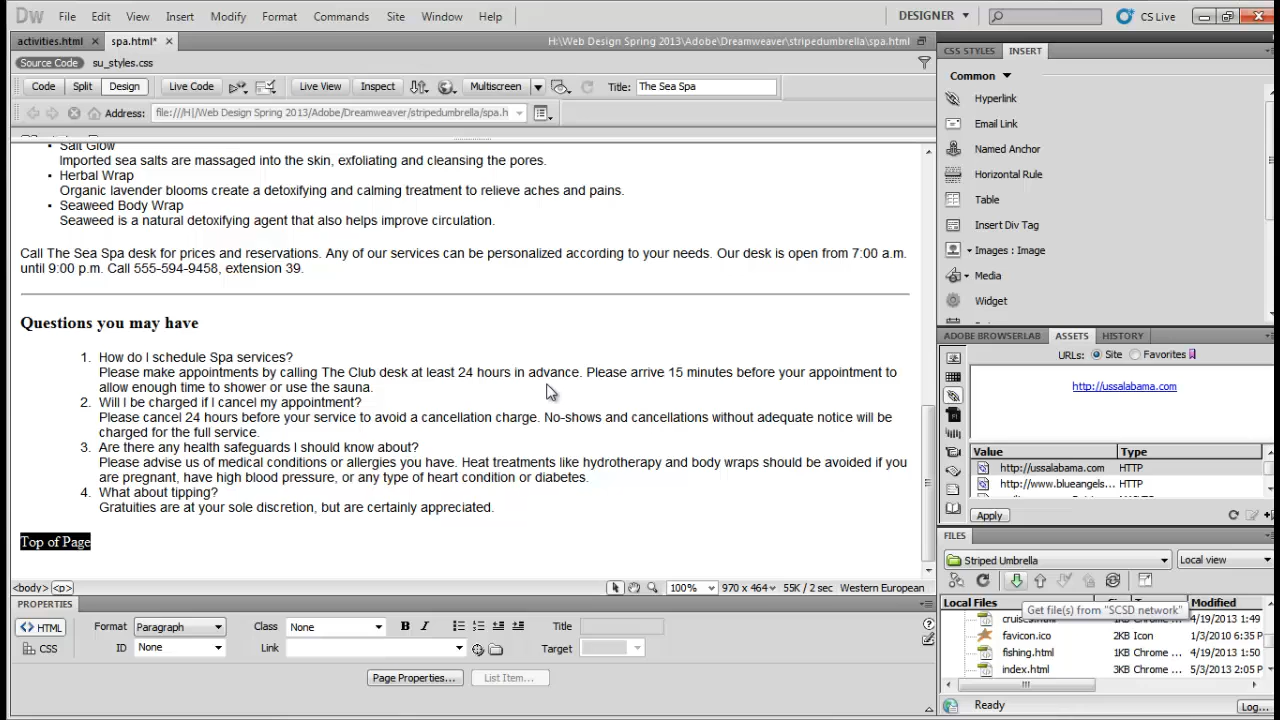 Dw File Edit View Insert Modify Format Commands Site Window Help DESIGNER CS Live
activities.html spa.html* H:\Web Design Spring 2013\Adobe\Dreamweaver\stripedumbrella\spa.html
Source Code su_styles.css
Code Split Design Live Code Live View Inspect Multiscreen Title: The Sea Spa
Address: file:///H|/Web Design Spring 2013/Adobe/Dreamweaver/stripedumbrella/spa.h
• Salt Glow
Imported sea salts are massaged into the skin, exfoliating and cleansing the pores.
• Herbal Wrap
Organic lavender blooms create a detoxifying and calming treatment to relieve aches and pains.
• Seaweed Body Wrap
Seaweed is a natural detoxifying agent that also helps improve circulation.
Call The Sea Spa desk for prices and reservations. Any of our services can be personalized according to your needs. Our desk is open from 7:00 a.m.
until 9:00 p.m. Call 555-594-9458, extension 39.
Questions you may have
1. How do I schedule Spa services?
Please make appointments by calling The Club desk at least 24 hours in advance. Please arrive 15 minutes before your appointment to
allow enough time to shower or use the sauna.
2. Will I be charged if I cancel my appointment?
Please cancel 24 hours before your service to avoid a cancellation charge. No-shows and cancellations without adequate notice will be
charged for the full service.
3. Are there any health safeguards I should know about?
Please advise us of medical conditions or allergies you have. Heat treatments like hydrotherapy and body wraps should be avoided if you
are pregnant, have high blood pressure, or any type of heart condition or diabetes.
4. What about tipping?
Gratuities are at your sole discretion, but are certainly appreciated.
Top of Page
<body> <p> 100% 970 x 464 55K / 2 sec Western European
PROPERTIES
HTML Format Paragraph Class None B I Title
CSS ID None Link Target
Page Properties... List Item...
CSS STYLES INSERT
Common
Hyperlink
Email Link
Named Anchor
Horizontal Rule
Table
Insert Div Tag
Images : Image
Media
Widget
ADOBE BROWSERLAB ASSETS HISTORY
URLs: Site Favorites
http://ussalabama.com
Value Type
http://ussalabama.com HTTP
http://www.blueangels... HTTP
Apply
FILES
Striped Umbrella Local view
Local Files Modified
Get file(s) from "SCSD network"
cruises.html Chrome ... 4/19/2013 1:49
favicon.ico 2KB Icon 1/3/2010 6:35 P
fishing.html 1KB Chrome ... 4/19/2013 1:50
index.html 3KB Chrome ... 5/3/2013 2:05 P
Ready Log...